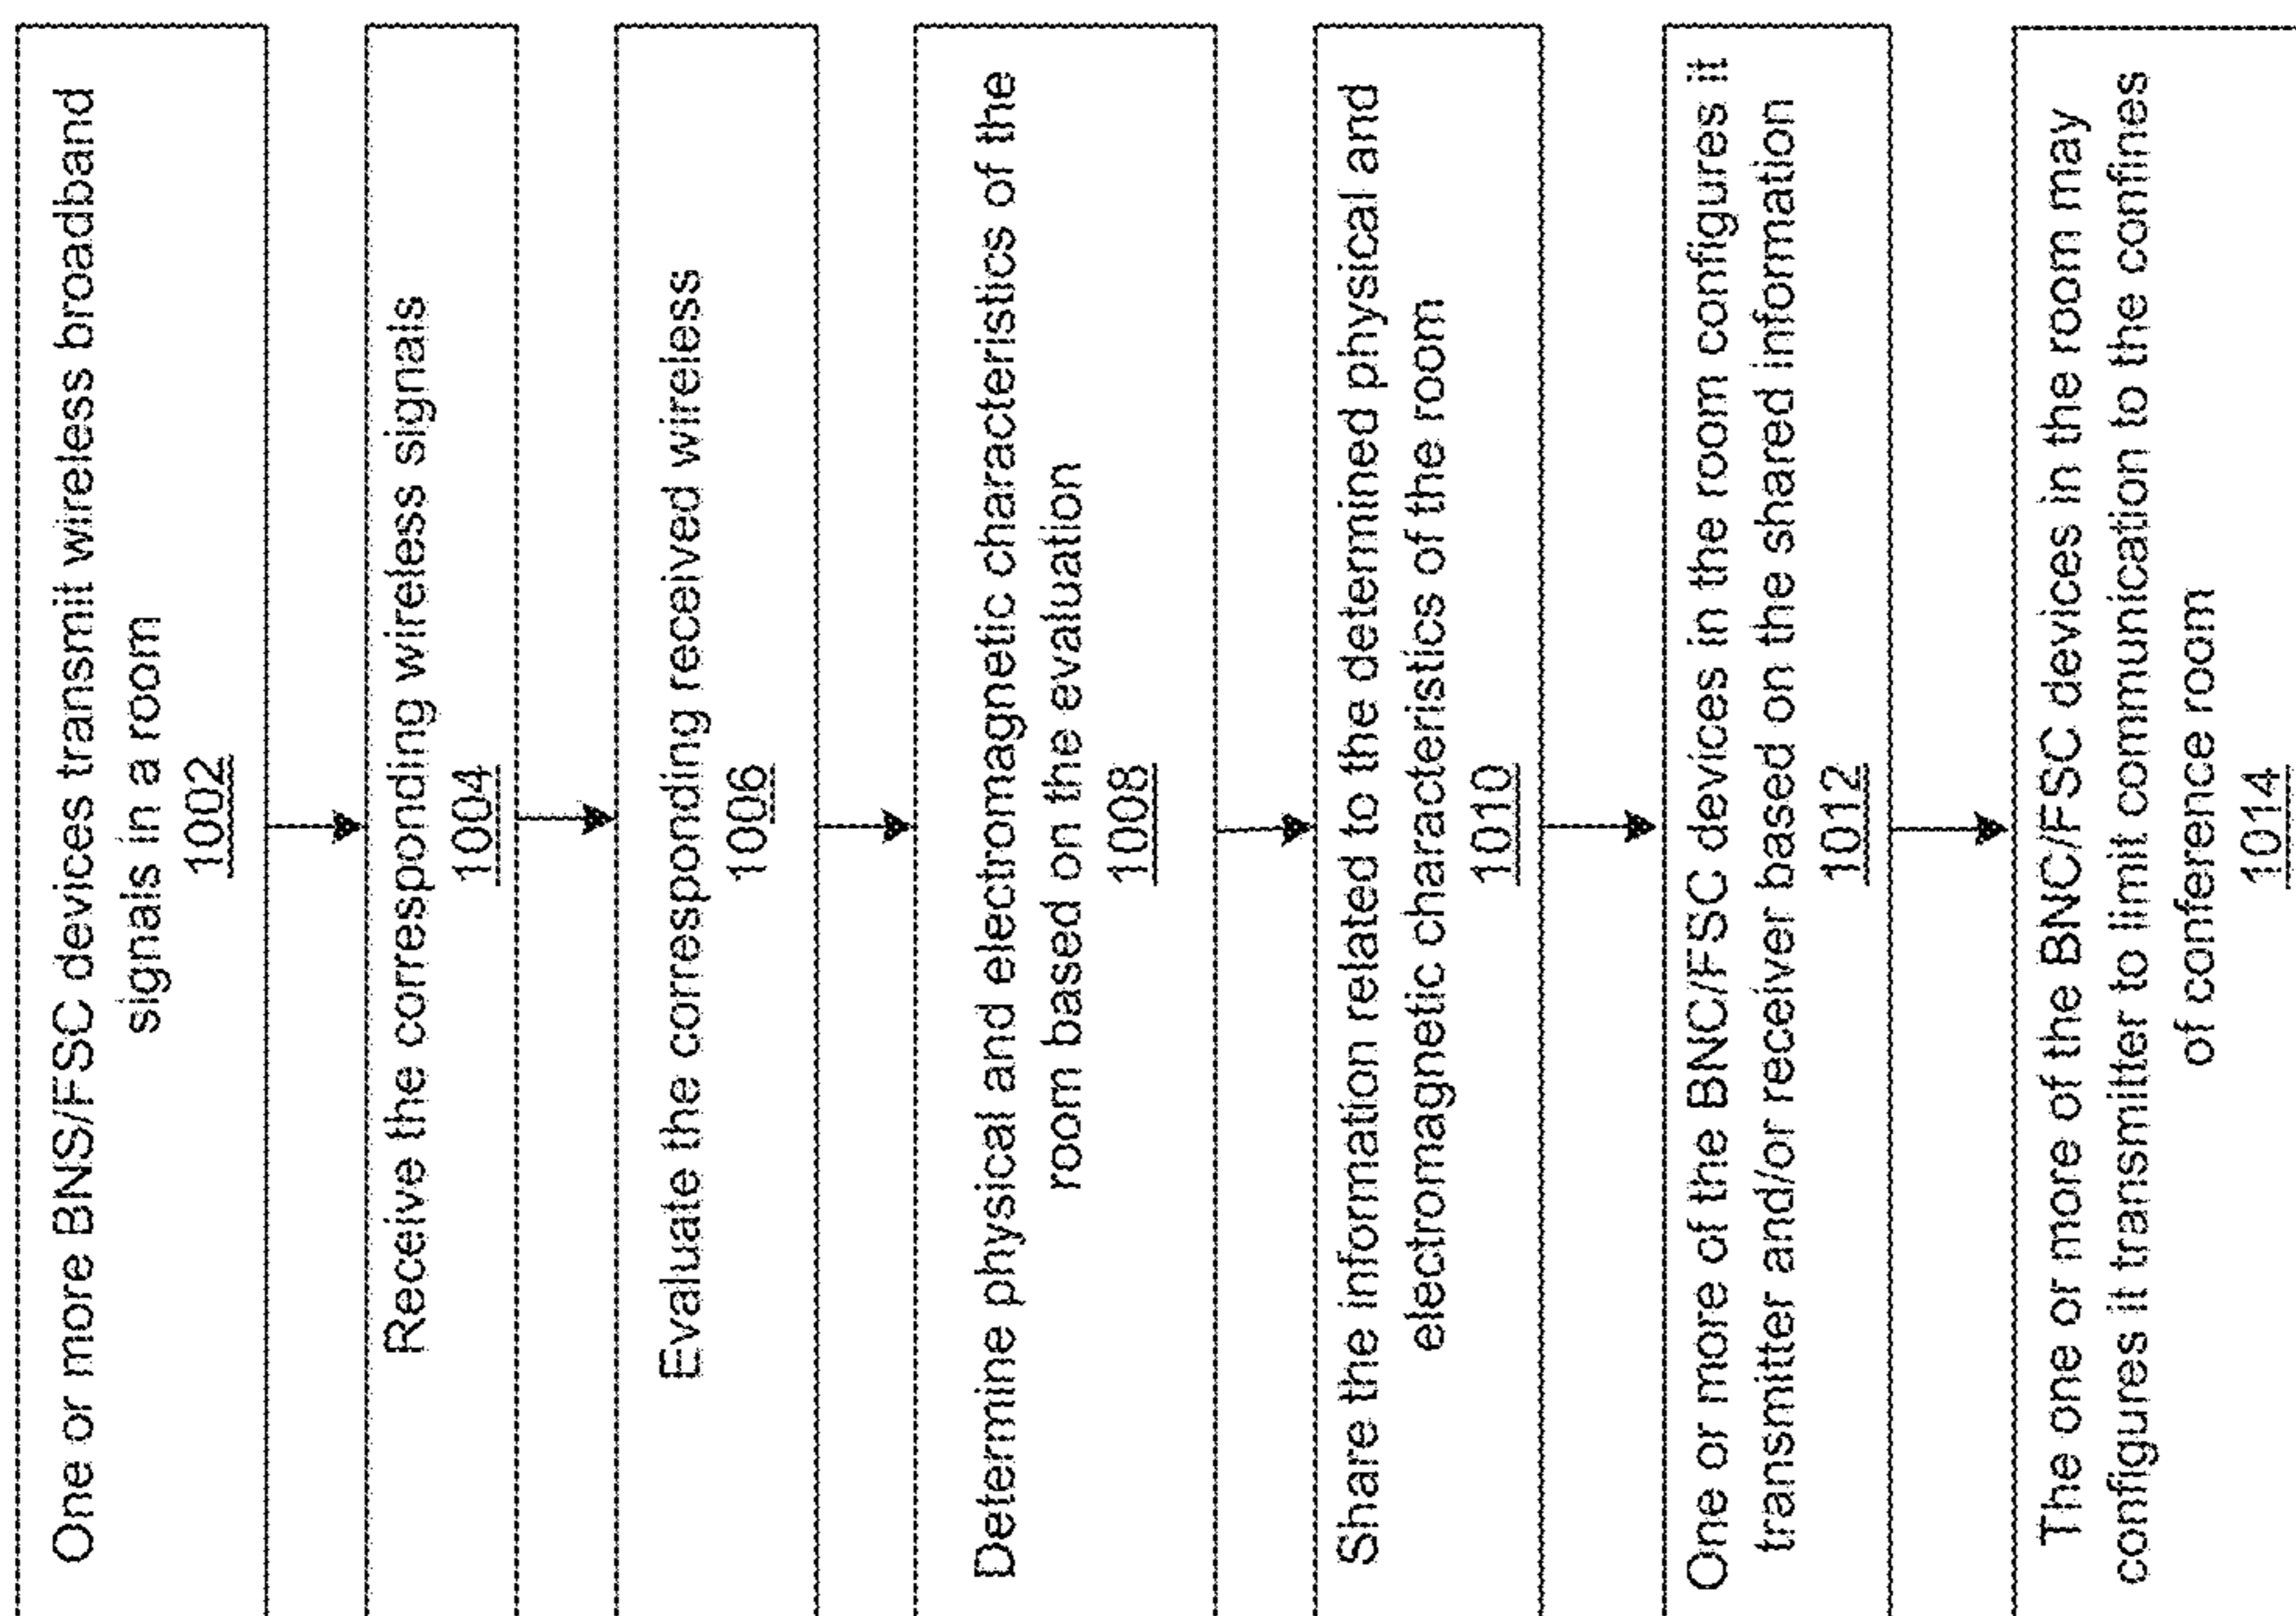 One or more BNS/FSC devices transmit wireless broadband
signals in a room
1002
Receive the corresponding wireless signals
1004
Evaluate the corresponding received wireless
1006
Determine physical and electromagnetic characteristics of the
room based on the evaluation
1008
Share the information related to the determined physical and
electromagnetic characteristics of the room
1010
One or more of the BNC/FSC devices in the room configures it
transmitter and/or receiver based on the shared information
1012
The one or more of the BNC/FSC devices in the room may
configures it transmitter to limit communication to the confines
of conference room
1014